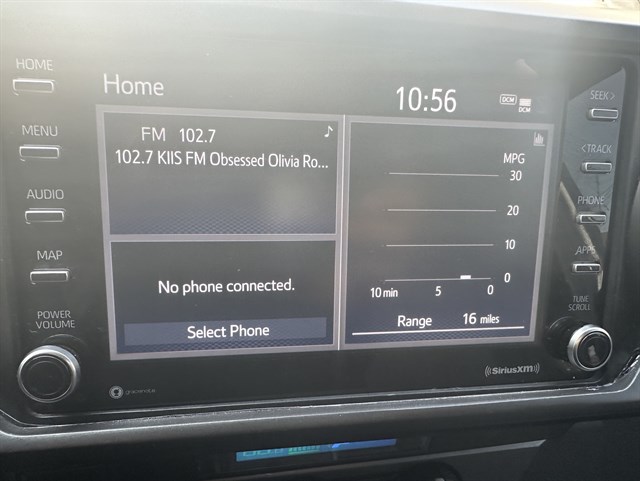 HOME
MENU
AUDIO
MAP
POWER
VOLUME
Home
10:56
DCM
DCM
FM 102.7
102.7 KIIS FM Obsessed Olivia Ro...
No phone connected.
Select Phone
MPG
30
20
10
0
10 min 5 0
Range 16 miles
SEEK >
< TRACK
PHONE
APPS
TUNE
SCROLL
gracenote
((SiriusXM))